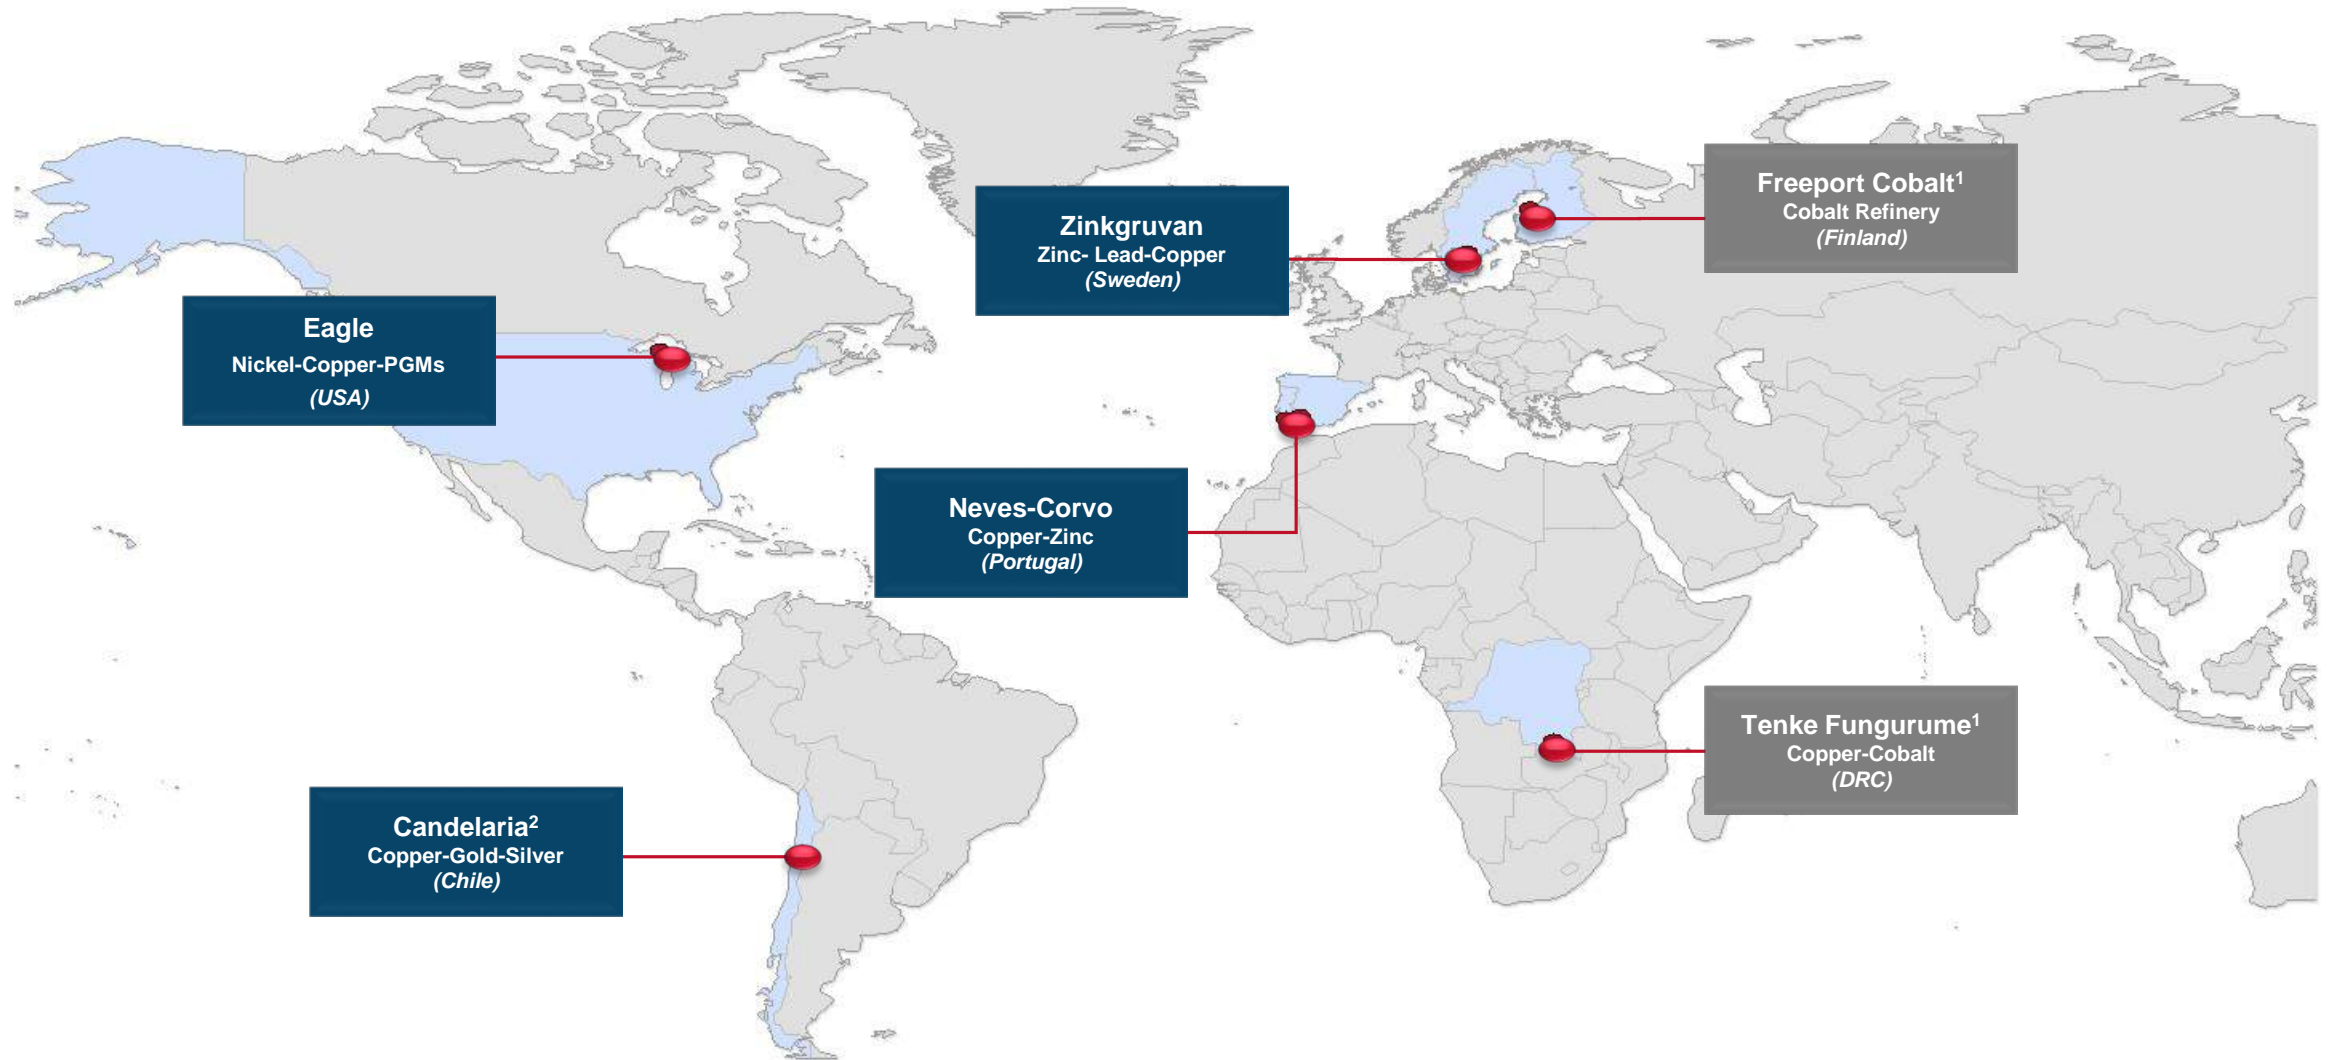 Freeport Cobalt¹
Cobalt Refinery
(Finland)
Zinkgruvan
Zinc- Lead-Copper
(Sweden)
Eagle
Nickel-Copper-PGMs
(USA)
Neves-Corvo
Copper-Zinc
(Portugal)
Tenke Fungurume¹
Copper-Cobalt
(DRC)
Candelaria²
Copper-Gold-Silver
(Chile)